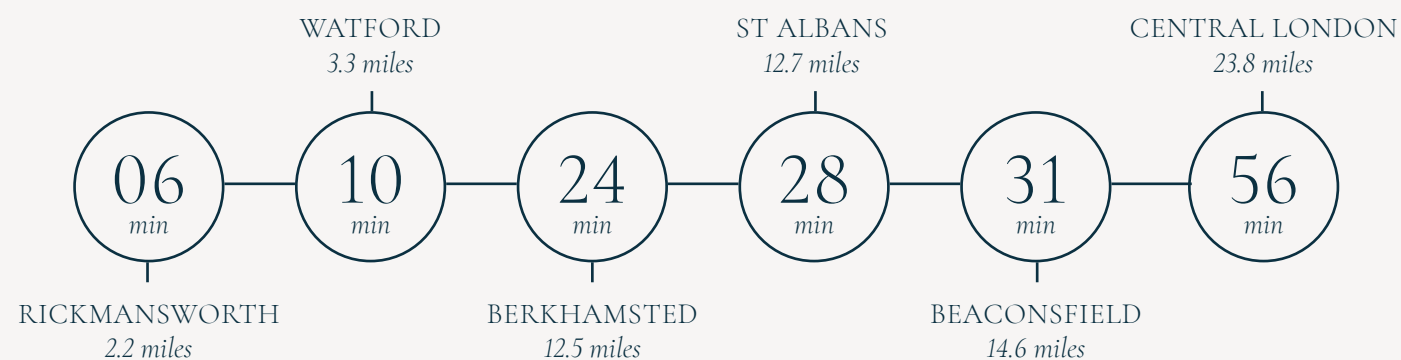 WATFORD
3.3 miles
ST ALBANS
12.7 miles
CENTRAL LONDON
23.8 miles
06
min
10
min
24
min
28
min
31
min
56
min
RICKMANSWORTH
2.2 miles
BERKHAMSTED
12.5 miles
BEACONSFIELD
14.6 miles